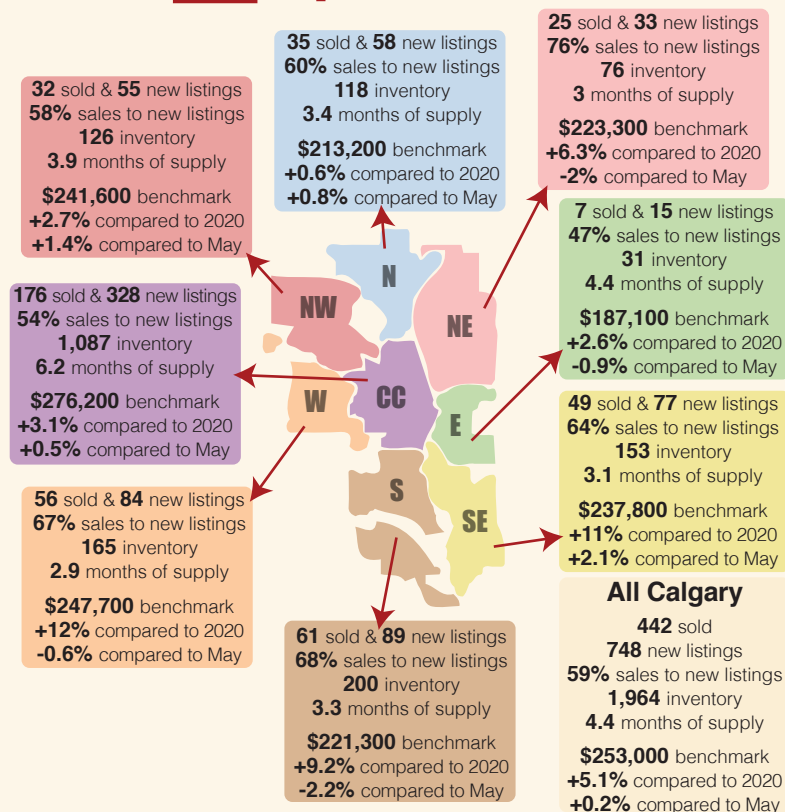 35 sold & 58 new listings
60% sales to new listings
118 inventory
3.4 months of supply
$213,200 benchmark
+0.6% compared to 2020
+0.8% compared to May
25 sold & 33 new listings
76% sales to new listings
76 inventory
3 months of supply
$223,300 benchmark
+6.3% compared to 2020
-2% compared to May
32 sold & 55 new listings
58% sales to new listings
126 inventory
3.9 months of supply
$241,600 benchmark
+2.7% compared to 2020
+1.4% compared to May
7 sold & 15 new listings
47% sales to new listings
31 inventory
4.4 months of supply
$187,100 benchmark
+2.6% compared to 2020
-0.9% compared to May
N
NW
NE
W
CC
E
S
SE
176 sold & 328 new listings
54% sales to new listings
1,087 inventory
6.2 months of supply
$276,200 benchmark
+3.1% compared to 2020
+0.5% compared to May
49 sold & 77 new listings
64% sales to new listings
153 inventory
3.1 months of supply
$237,800 benchmark
+11% compared to 2020
+2.1% compared to May
56 sold & 84 new listings
67% sales to new listings
165 inventory
2.9 months of supply
$247,700 benchmark
+12% compared to 2020
-0.6% compared to May
61 sold & 89 new listings
68% sales to new listings
200 inventory
3.3 months of supply
$221,300 benchmark
+9.2% compared to 2020
-2.2% compared to May
All Calgary
442 sold
748 new listings
59% sales to new listings
1,964 inventory
4.4 months of supply
$253,000 benchmark
+5.1% compared to 2020
+0.2% compared to May